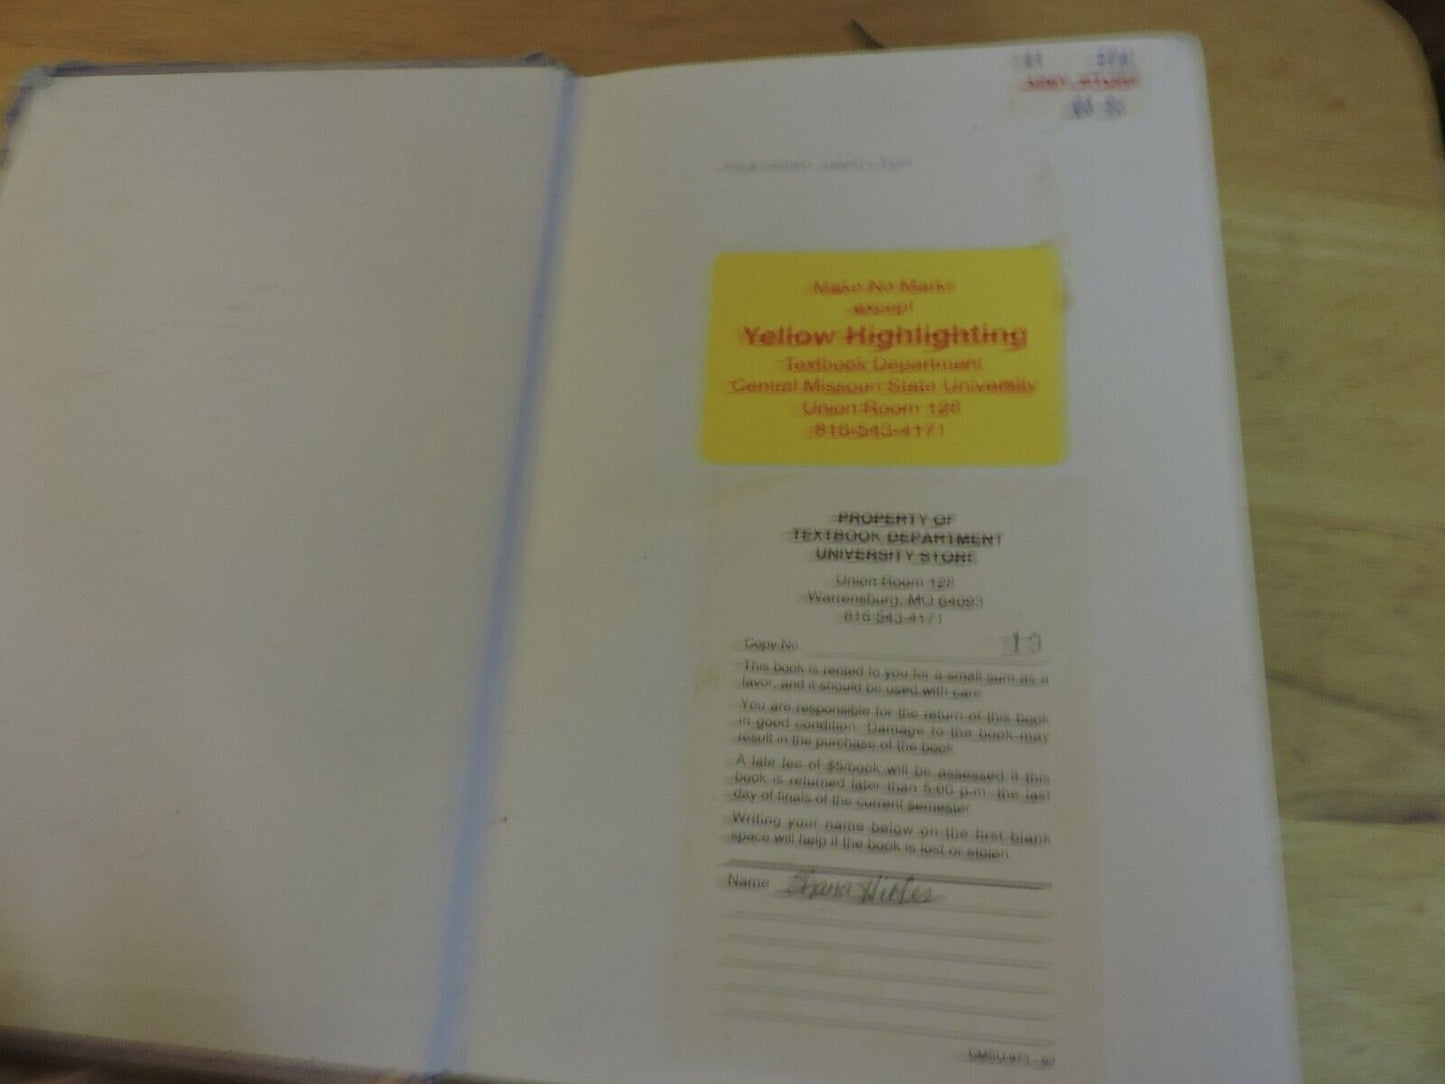 UNIV. STORE
Make No Marks
except
Yellow Highlighting
Textbook Department
Central Missouri State University
Union Room 128
816-543-4171
PROPERTY OF
TEXTBOOK DEPARTMENT
UNIVERSITY STORE
Union Room 128
Warrensburg, MO 64093
816-543-4171
Copy No.
This book is rented to you for a small sum as a
favor, and it should be used with care.
You are responsible for the return of this book
in good condition. Damage to the book may
result in the purchase of the book.
A late fee of $5/book will be assessed if this
book is returned later than 5:00 p.m. the last
day of finals of the current semester.
Writing your name below on the first blank
space will help if the book is lost or stolen.
Name Shana